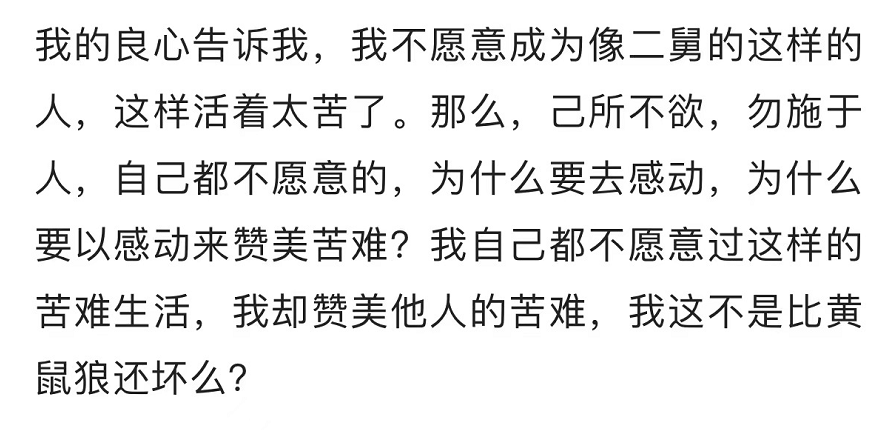 我的良心告诉我，我不愿意成为像二舅的这样的
人，这样活着太苦了。那么，己所不欲，勿施于
人，自己都不愿意的，为什么要去感动，为什么
要以感动来赞美苦难？我自己都不愿意过这样的
苦难生活，我却赞美他人的苦难，我这不是比黄
鼠狼还坏么？